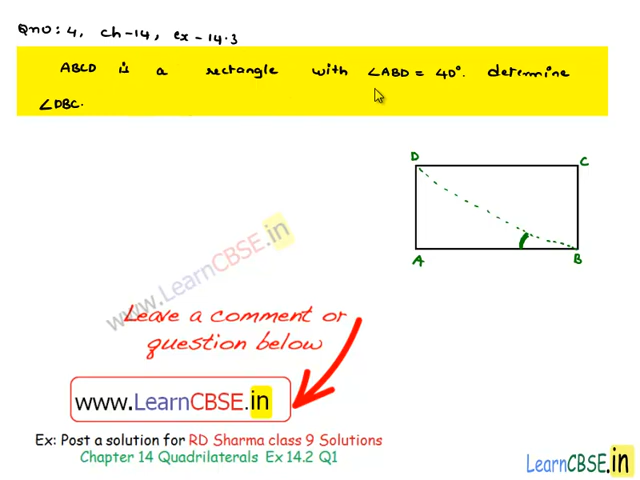 Qno: 4, ch-14, ex-14.3
ABCD is a rectangle with ∠ABD = 40°. determine
∠DBC.
D
C
A
B
www.LearnCBSE.in
Leave a comment or
question below
www.LearnCBSE.in
Ex: Post a solution for RD Sharma class 9 Solutions
Chapter 14 Quadrilaterals Ex 14.2 Q1
LearnCBSE.in